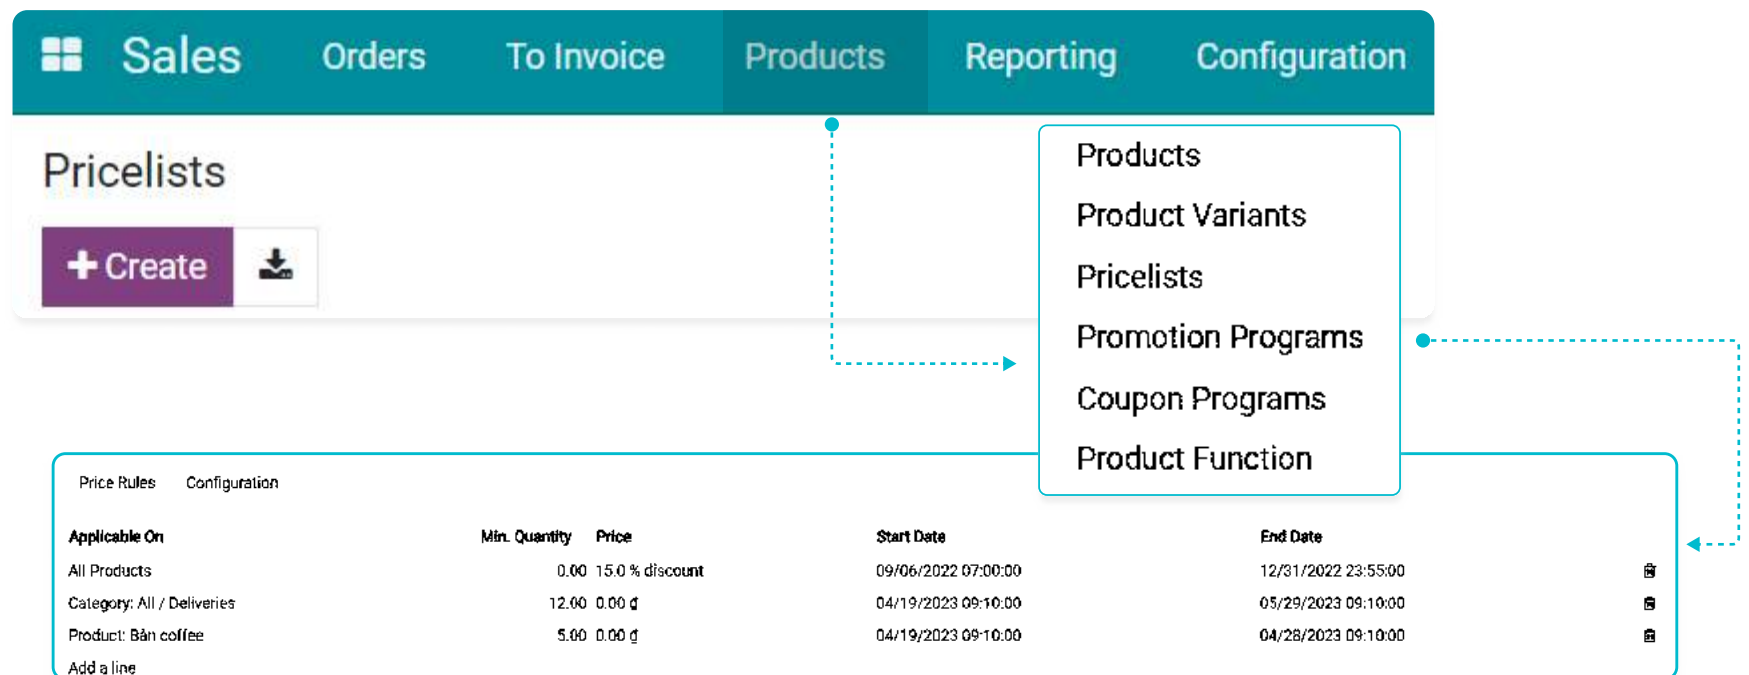 Sales Orders To Invoice Products Reporting Configuration
Pricelists
Create
Products
Product Variants
Pricelists
Promotion Programs
Coupon Programs
Product Function
Price Rules Configuration
Applicable On Min. Quantity Price Start Date End Date
All Products 0.00 15.0 % discount 09/06/2022 07:00:00 12/31/2022 23:55:00
Category: All / Deliveries 12.00 0.00 ₫ 04/19/2023 09:10:00 05/29/2023 09:10:00
Product: Bàn coffee 5.00 0.00 ₫ 04/19/2023 09:10:00 04/28/2023 09:10:00
Add a line